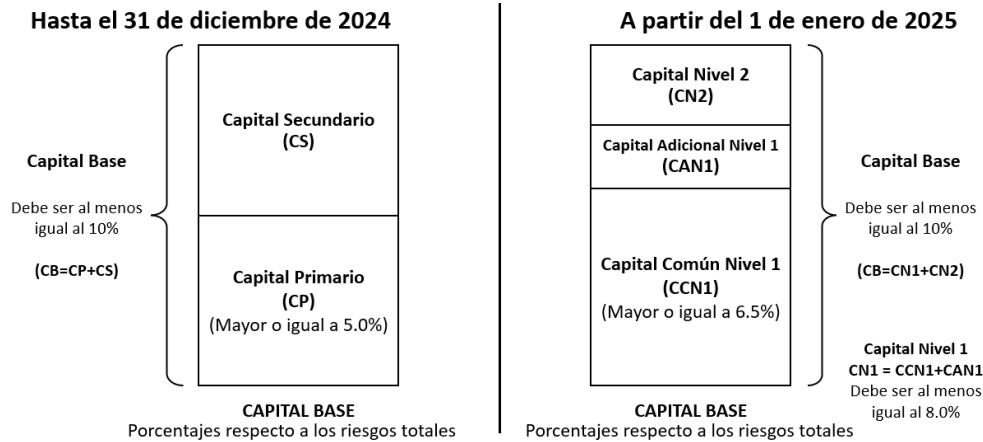 Hasta el 31 de diciembre de 2024
Capital Base
Debe ser al menos
igual al 10%
(CB=CP+CS)
Capital Secundario
(CS)
Capital Primario
(CP)
(Mayor o igual a 5.0%)
CAPITAL BASE
Porcentajes respecto a los riesgos totales
A partir del 1 de enero de 2025
Capital Nivel 2
(CN2)
Capital Adicional Nivel 1
(CAN1)
Capital Común Nivel 1
(CCN1)
(Mayor o igual a 6.5%)
Capital Base
Debe ser al menos
igual al 10%
(CB=CN1+CN2)
Capital Nivel 1
CN1 = CCN1+CAN1
Debe ser al menos
igual al 8.0%
CAPITAL BASE
Porcentajes respecto a los riesgos totales